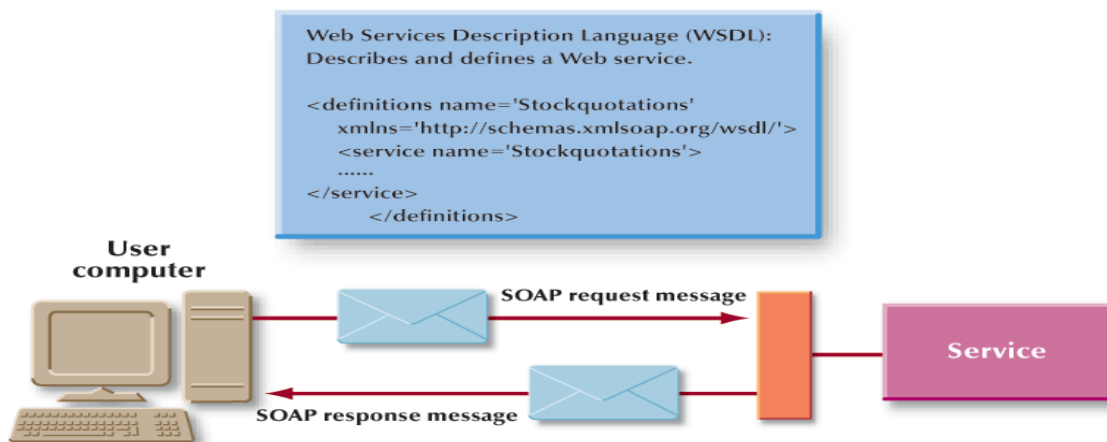 Web Services Description Language (WSDL):
Describes and defines a Web service.
<definitions name='Stockquotations'
xmlns='http://schemas.xmlsoap.org/wsdl/'>
<service name='Stockquotations'>
......
</service>
</definitions>
User
computer
SOAP request message
Service
SOAP response message